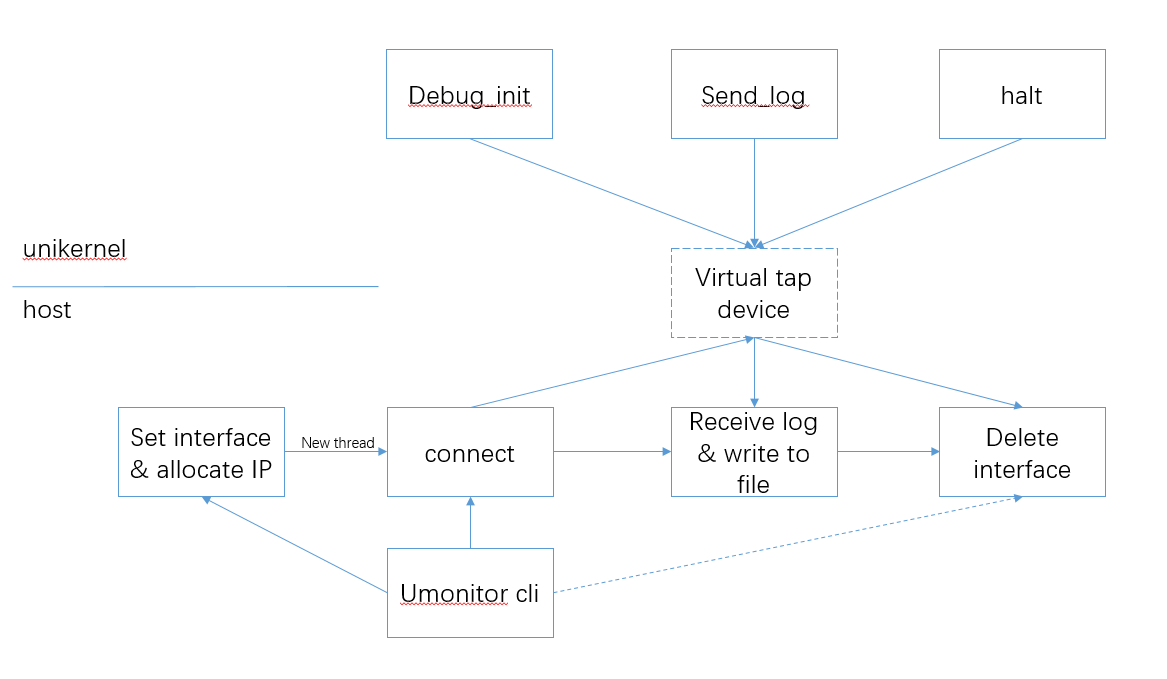 Debug_init
Send_log
halt
unikernel
host
Virtual tap
device
Set interface
& allocate IP
New thread
connect
Receive log
& write to
file
Delete
interface
Umonitor cli